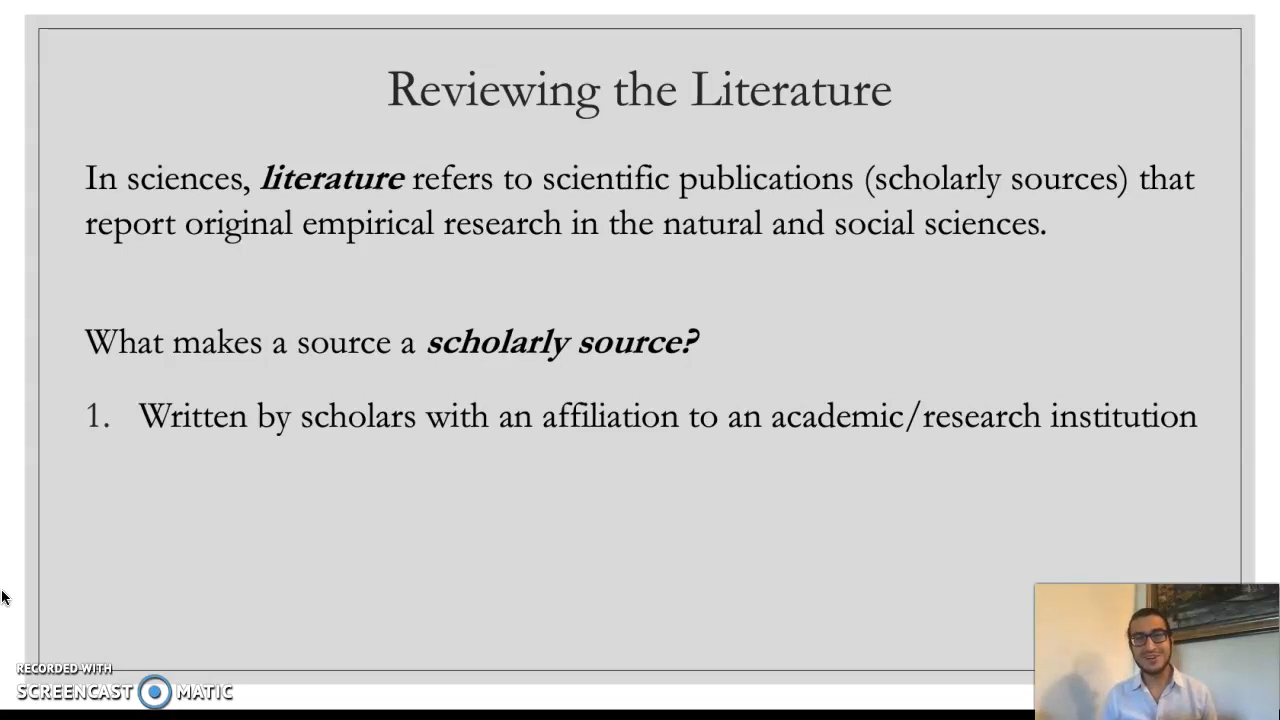 Reviewing the Literature
In sciences, literature refers to scientific publications (scholarly sources) that
report original empirical research in the natural and social sciences.
What makes a source a scholarly source?
1. Written by scholars with an affiliation to an academic/research institution
RECORDED WITH
SCREENCAST MATIC